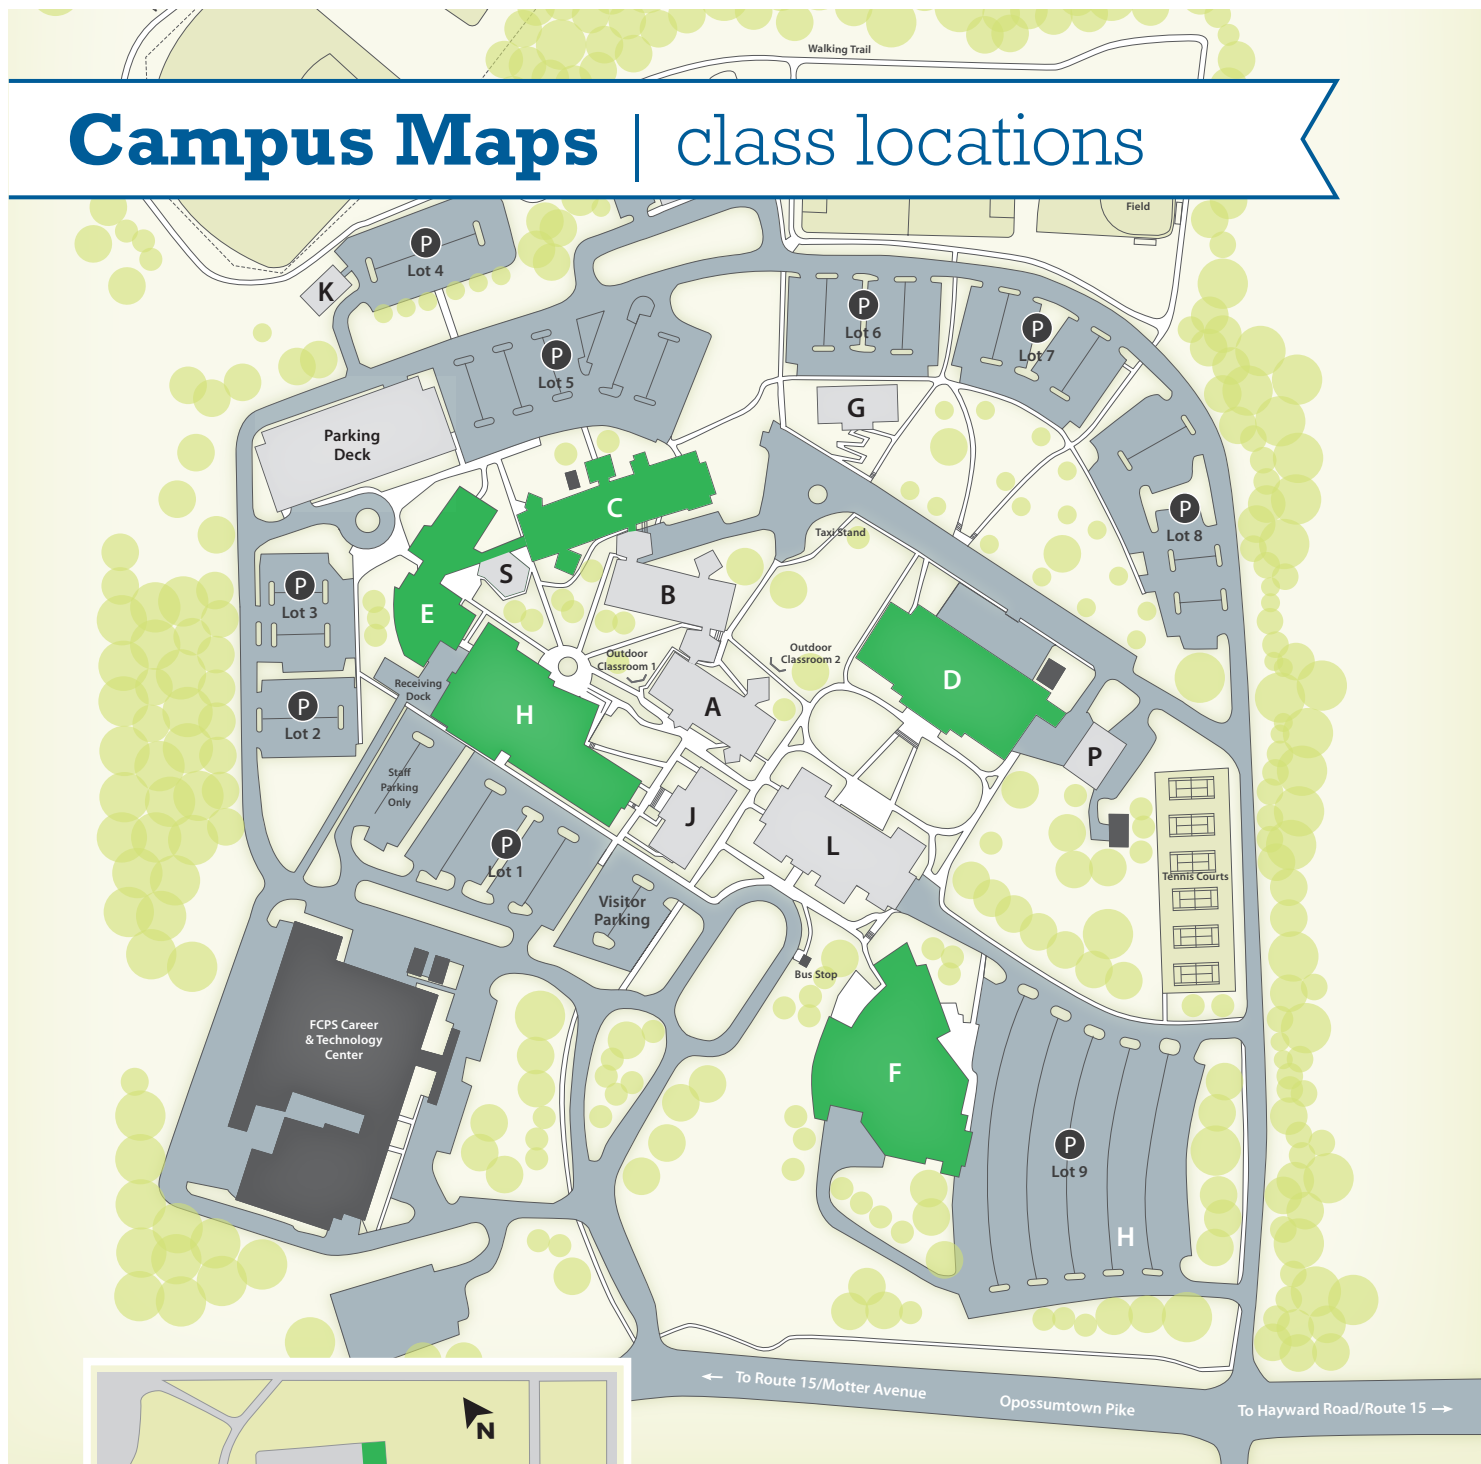 Walking Trail
Campus Maps | class locations
Field
P
Lot 4
K
P
Lot 6
P
Lot 7
P
Lot 5
G
Parking
Deck
C
P
Lot 8
Taxi Stand
S
B
P
Lot 3
E
Outdoor
Classroom 1
Outdoor
Classroom 2
D
Receiving
Dock
P
Lot 2
H
A
P
Staff
Parking
Only
J
L
P
Lot 1
Tennis Courts
Visitor
Parking
Bus Stop
FCPS Career
& Technology
Center
F
P
Lot 9
H
To Route 15/Motter Avenue
Opossumtown Pike
To Hayward Road/Route 15
N